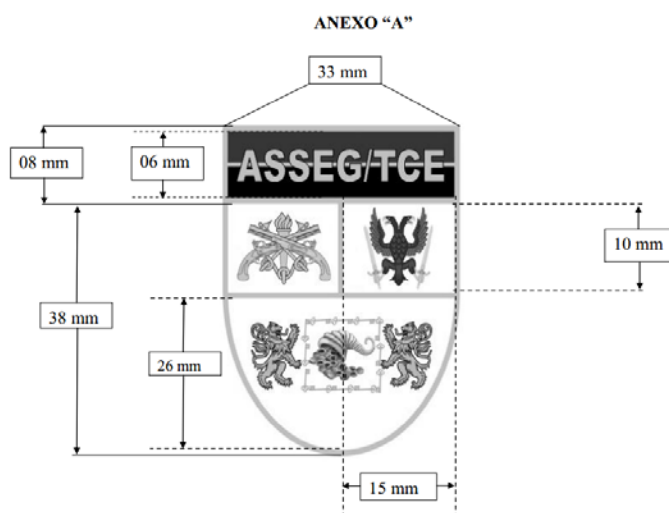 ANEXO “A”
33 mm
08 mm
06 mm
ASSEG/TCE
10 mm
38 mm
26 mm
15 mm